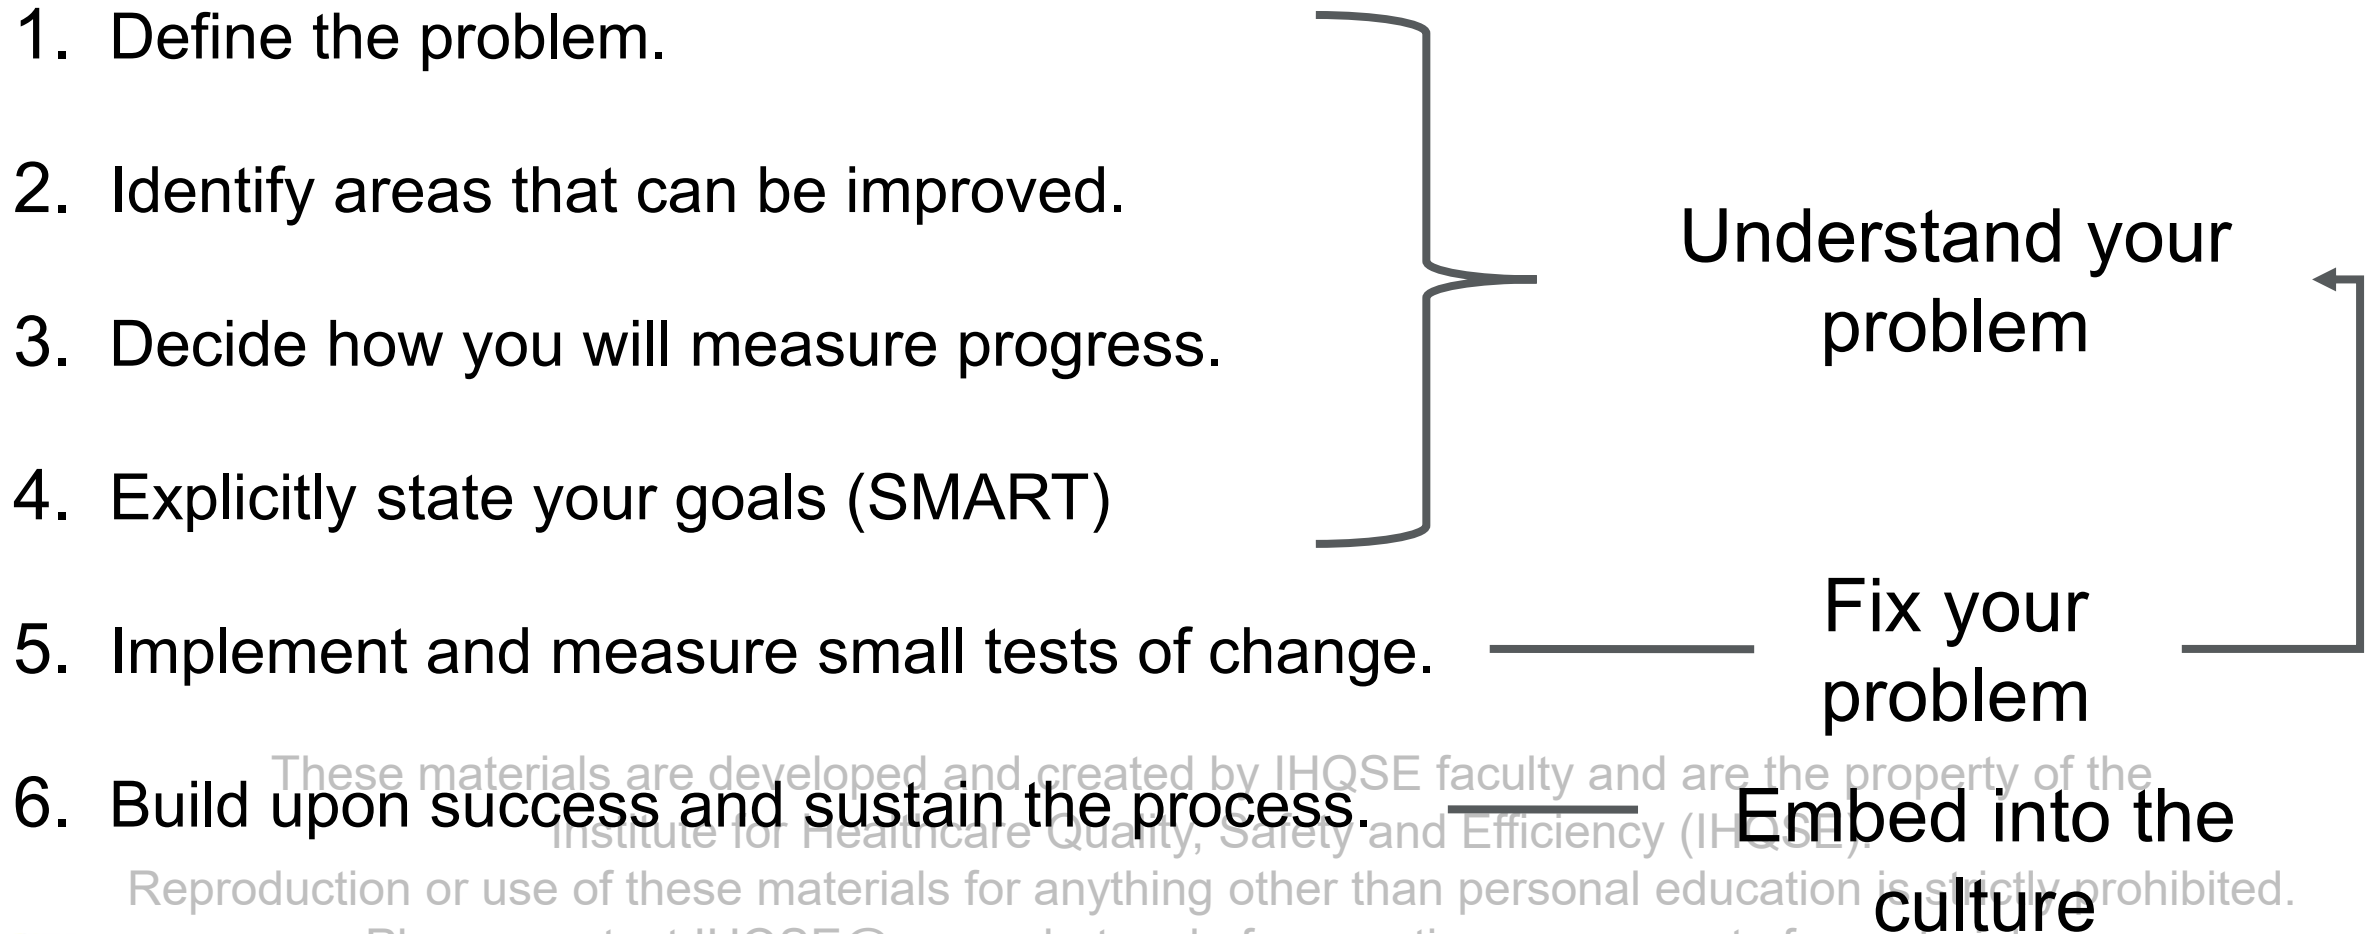 1. Define the problem.
2. Identify areas that can be improved.
3. Decide how you will measure progress.
4. Explicitly state your goals (SMART)
Understand your
problem
5. Implement and measure small tests of change.
Fix your
problem
6. Build upon success and sustain the process.
Embed into the
culture
These materials are developed and created by IHQSE faculty and are the property of the
Institute for Healthcare Quality, Safety and Efficiency (IHQSE).
Reproduction or use of these materials for anything other than personal education is strictly prohibited.